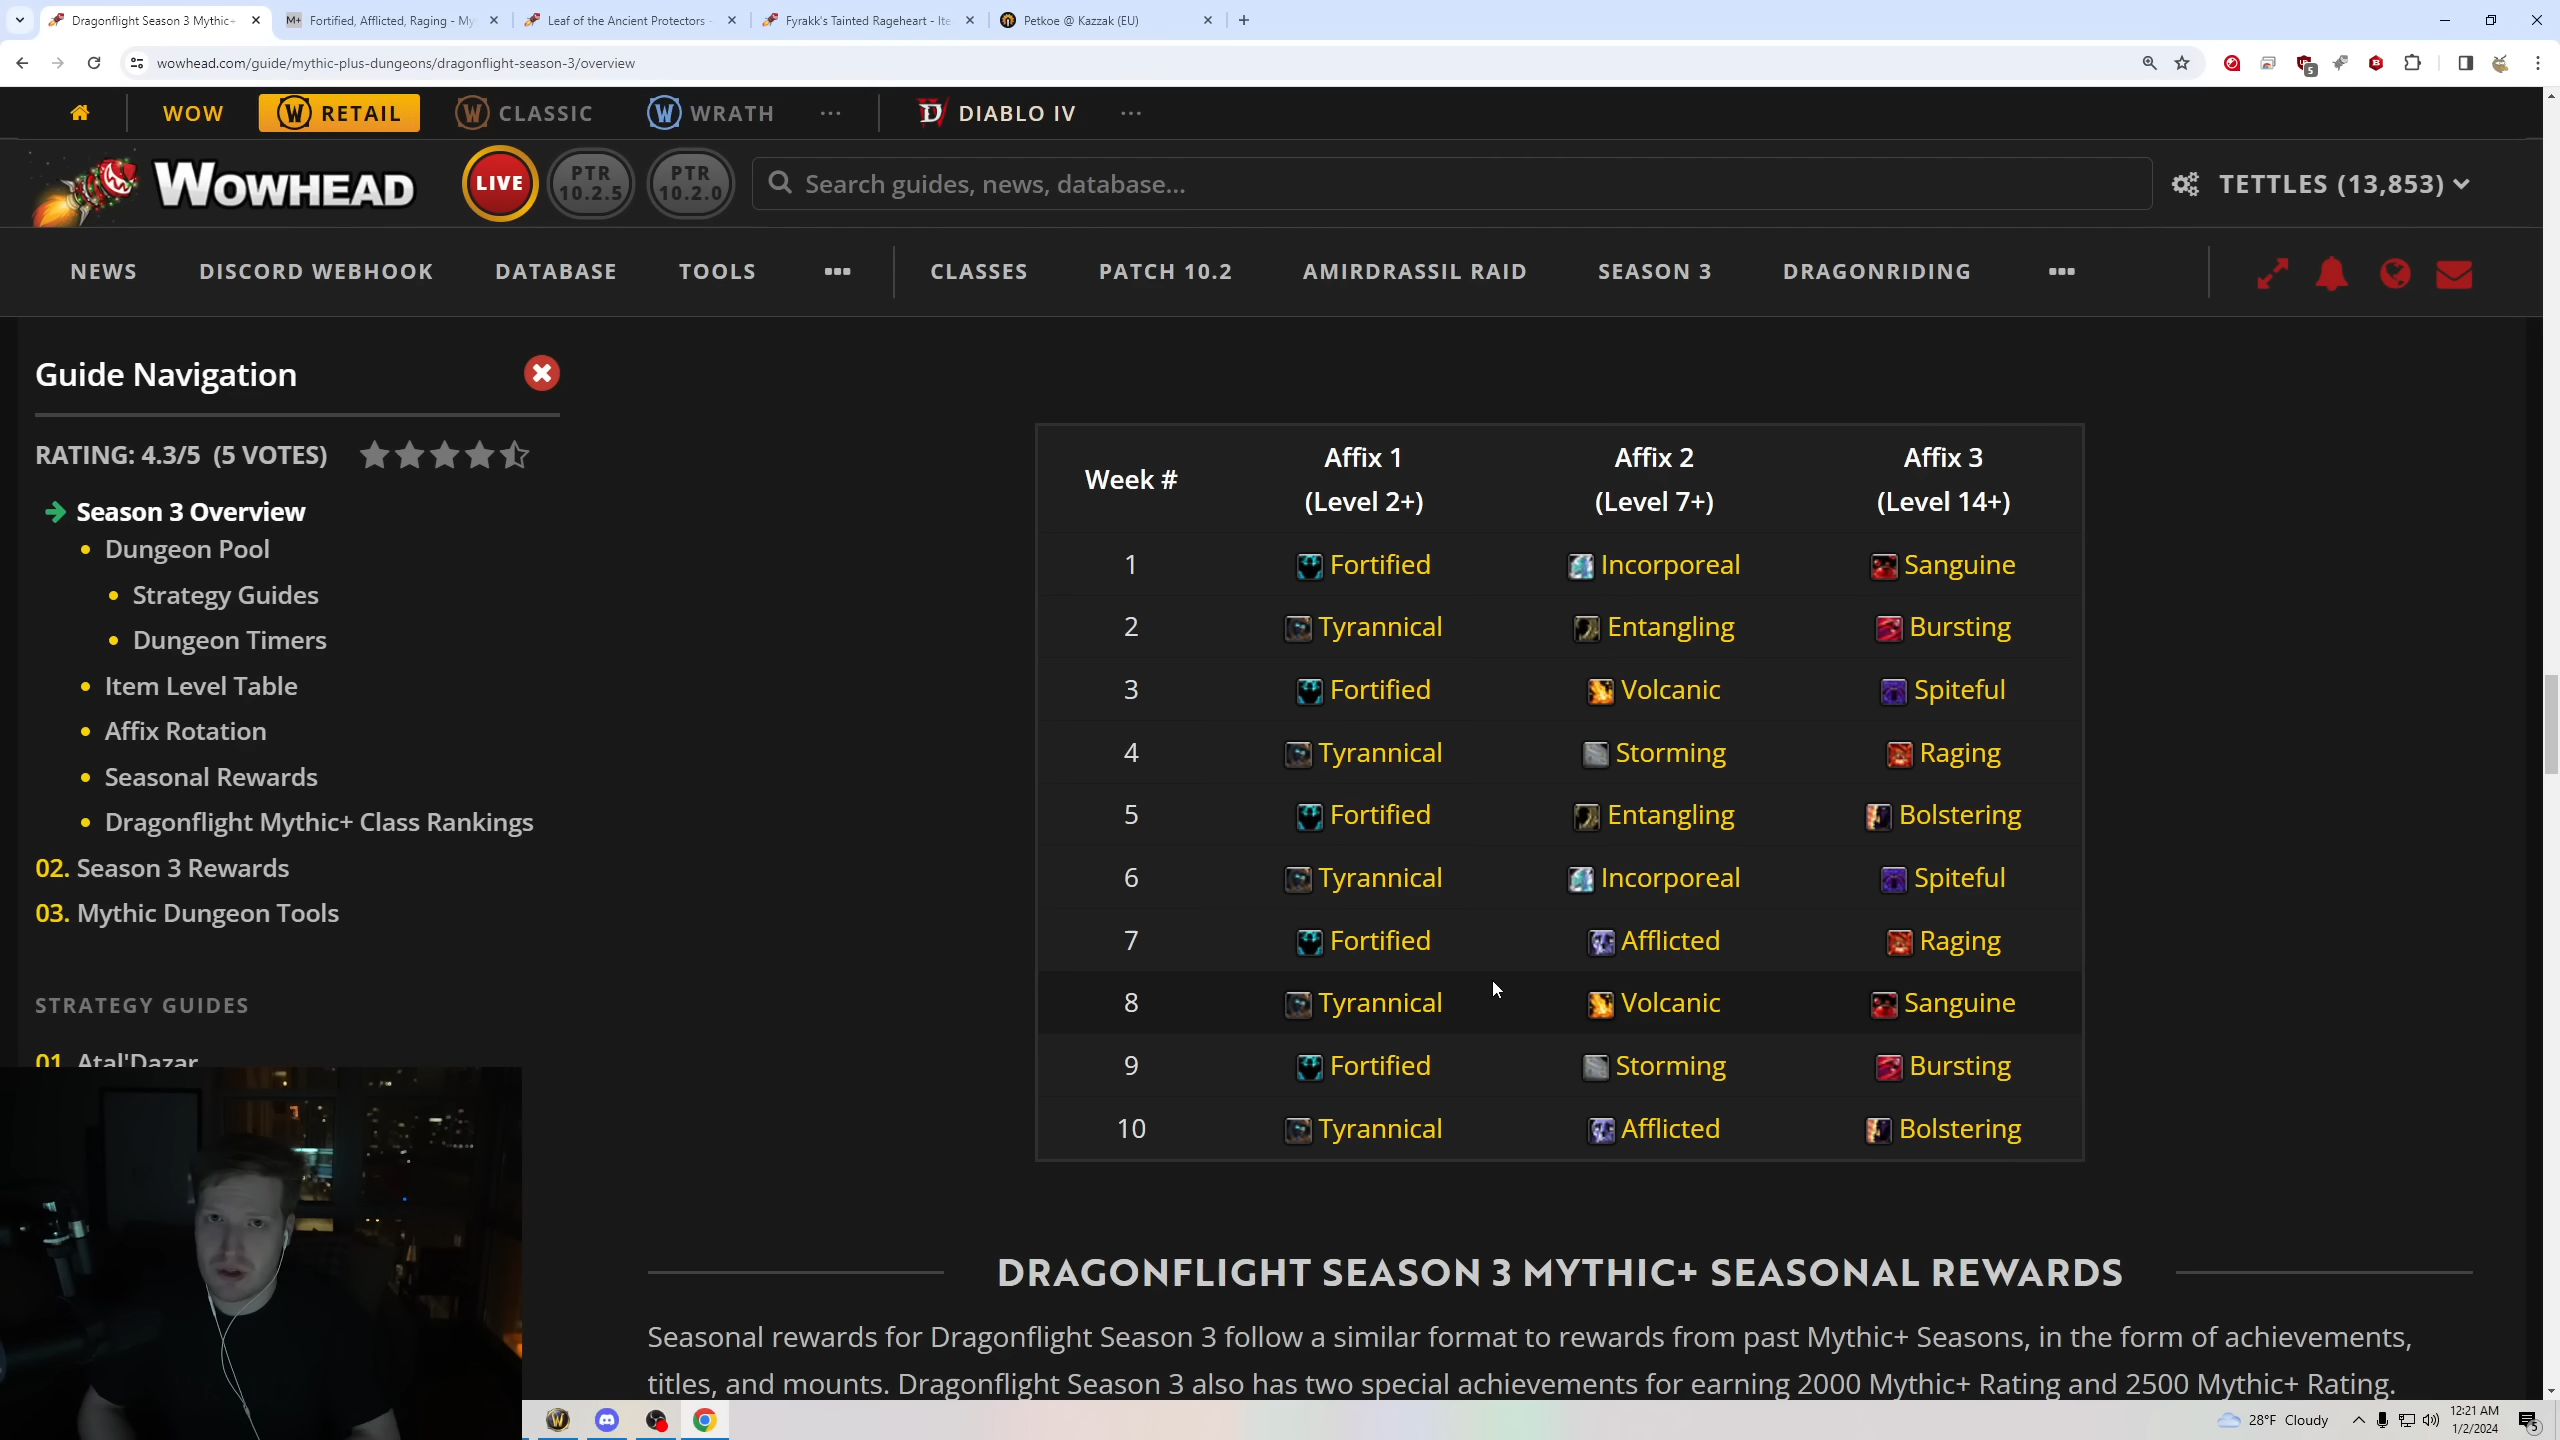 Dragonflight Season 3 Mythic+
Fortified, Afflicted, Raging - My
Leaf of the Ancient Protectors -
Fyrakk's Tainted Rageheart - Ite
Petkoe @ Kazzak (EU)
wowhead.com/guide/mythic-plus-dungeons/dragonflight-season-3/overview
5
WOW
RETAIL
CLASSIC
WRATH
DIABLO IV
WOWHEAD
LIVE
PTR
10.2.5
PTR
10.2.0
Search guides, news, database...
TETTLES (13,853)
NEWS
DISCORD WEBHOOK
DATABASE
TOOLS
CLASSES
PATCH 10.2
AMIRDRASSIL RAID
SEASON 3
DRAGONRIDING
Guide Navigation
RATING: 4.3/5 (5 VOTES)
Season 3 Overview
Dungeon Pool
Strategy Guides
Dungeon Timers
Item Level Table
Affix Rotation
Seasonal Rewards
Dragonflight Mythic+ Class Rankings
02. Season 3 Rewards
03. Mythic Dungeon Tools
STRATEGY GUIDES
01. Atal'Dazar
Week #
Affix 1
(Level 2+)
Affix 2
(Level 7+)
Affix 3
(Level 14+)
1 Fortified Incorporeal Sanguine
2 Tyrannical Entangling Bursting
3 Fortified Volcanic Spiteful
4 Tyrannical Storming Raging
5 Fortified Entangling Bolstering
6 Tyrannical Incorporeal Spiteful
7 Fortified Afflicted Raging
8 Tyrannical Volcanic Sanguine
9 Fortified Storming Bursting
10 Tyrannical Afflicted Bolstering
DRAGONFLIGHT SEASON 3 MYTHIC+ SEASONAL REWARDS
Seasonal rewards for Dragonflight Season 3 follow a similar format to rewards from past Mythic+ Seasons, in the form of achievements,
titles, and mounts. Dragonflight Season 3 also has two special achievements for earning 2000 Mythic+ Rating and 2500 Mythic+ Rating.
28°F Cloudy
12:21 AM
1/2/2024
5